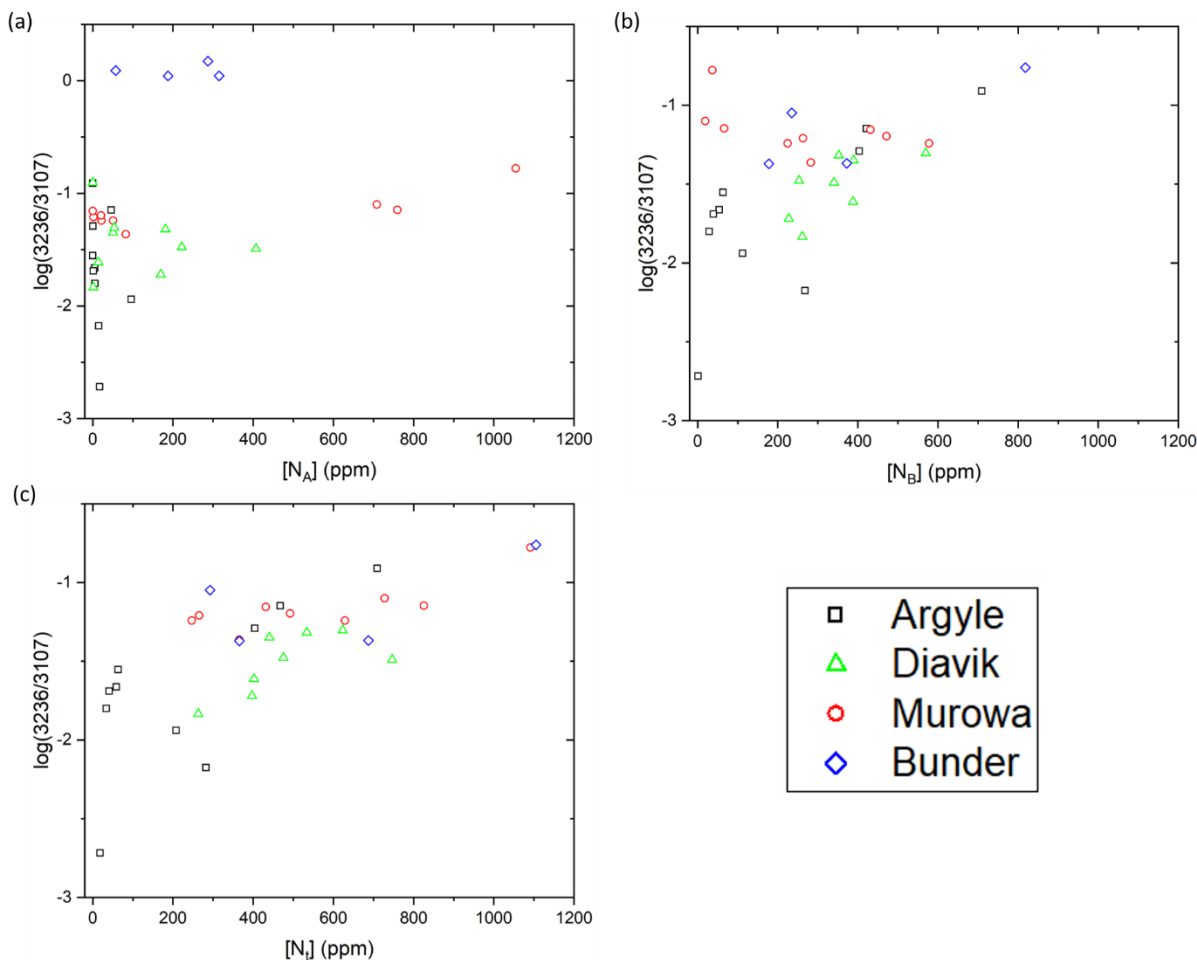 (a)
0
-1
-2
-3
log(3236/3107)
0 200 400 600 800 1000 1200
[N_A] (ppm)
(b)
-1
-2
-3
log(3236/3107)
0 200 400 600 800 1000 1200
[N_B] (ppm)
(c)
-1
-2
-3
log(3236/3107)
0 200 400 600 800 1000 1200
[N_t] (ppm)
Argyle
Diavik
Murowa
Bunder